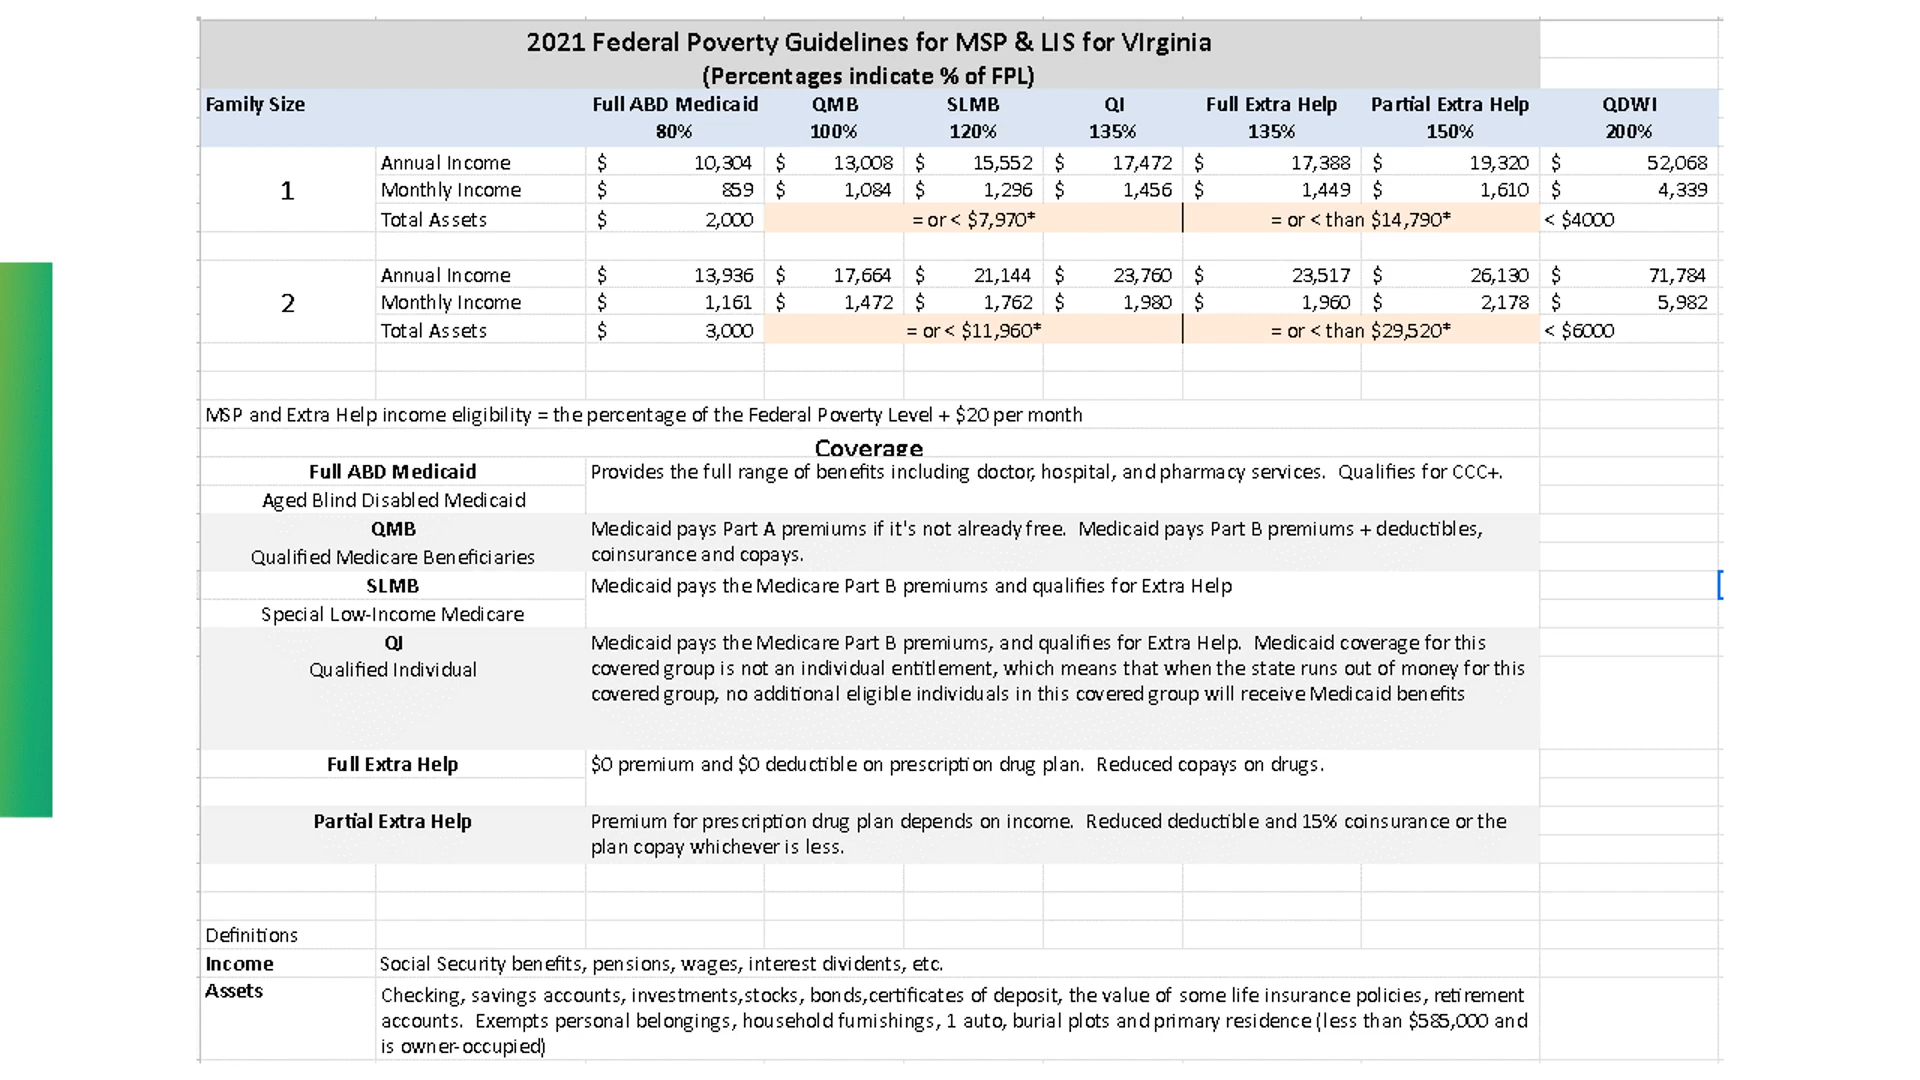 2021 Federal Poverty Guidelines for MSP & LIS for VIrginia
(Percentages indicate % of FPL)
Family Size Full ABD Medicaid QMB SLMB QI Full Extra Help Partial Extra Help QDWI
80% 100% 120% 135% 135% 150% 200%
1
Annual Income $ 10,304 $ 13,008 $ 15,552 $ 17,472 $ 17,388 $ 19,320 $ 52,068
Monthly Income $ 859 $ 1,084 $ 1,296 $ 1,456 $ 1,449 $ 1,610 $ 4,339
Total Assets $ 2,000 = or < $7,970* = or < than $14,790* < $4000
2
Annual Income $ 13,936 $ 17,664 $ 21,144 $ 23,760 $ 23,517 $ 26,130 $ 71,784
Monthly Income $ 1,161 $ 1,472 $ 1,762 $ 1,980 $ 1,960 $ 2,178 $ 5,982
Total Assets $ 3,000 = or < $11,960* = or < than $29,520* < $6000
MSP and Extra Help income eligibility = the percentage of the Federal Poverty Level + $20 per month
Coverage
Full ABD Medicaid
Aged Blind Disabled Medicaid
Provides the full range of benefits including doctor, hospital, and pharmacy services. Qualifies for CCC+.
QMB
Qualified Medicare Beneficiaries
Medicaid pays Part A premiums if it's not already free. Medicaid pays Part B premiums + deductibles,
coinsurance and copays.
SLMB
Special Low-Income Medicare
Medicaid pays the Medicare Part B premiums and qualifies for Extra Help
QI
Qualified Individual
Medicaid pays the Medicare Part B premiums, and qualifies for Extra Help. Medicaid coverage for this
covered group is not an individual entitlement, which means that when the state runs out of money for this
covered group, no additional eligible individuals in this covered group will receive Medicaid benefits
Full Extra Help
$0 premium and $0 deductible on prescription drug plan. Reduced copays on drugs.
Partial Extra Help
Premium for prescription drug plan depends on income. Reduced deductible and 15% coinsurance or the
plan copay whichever is less.
Definitions
Income
Social Security benefits, pensions, wages, interest dividents, etc.
Assets
Checking, savings accounts, investments,stocks, bonds,certificates of deposit, the value of some life insurance policies, retirement
accounts. Exempts personal belongings, household furnishings, 1 auto, burial plots and primary residence (less than $585,000 and
is owner-occupied)